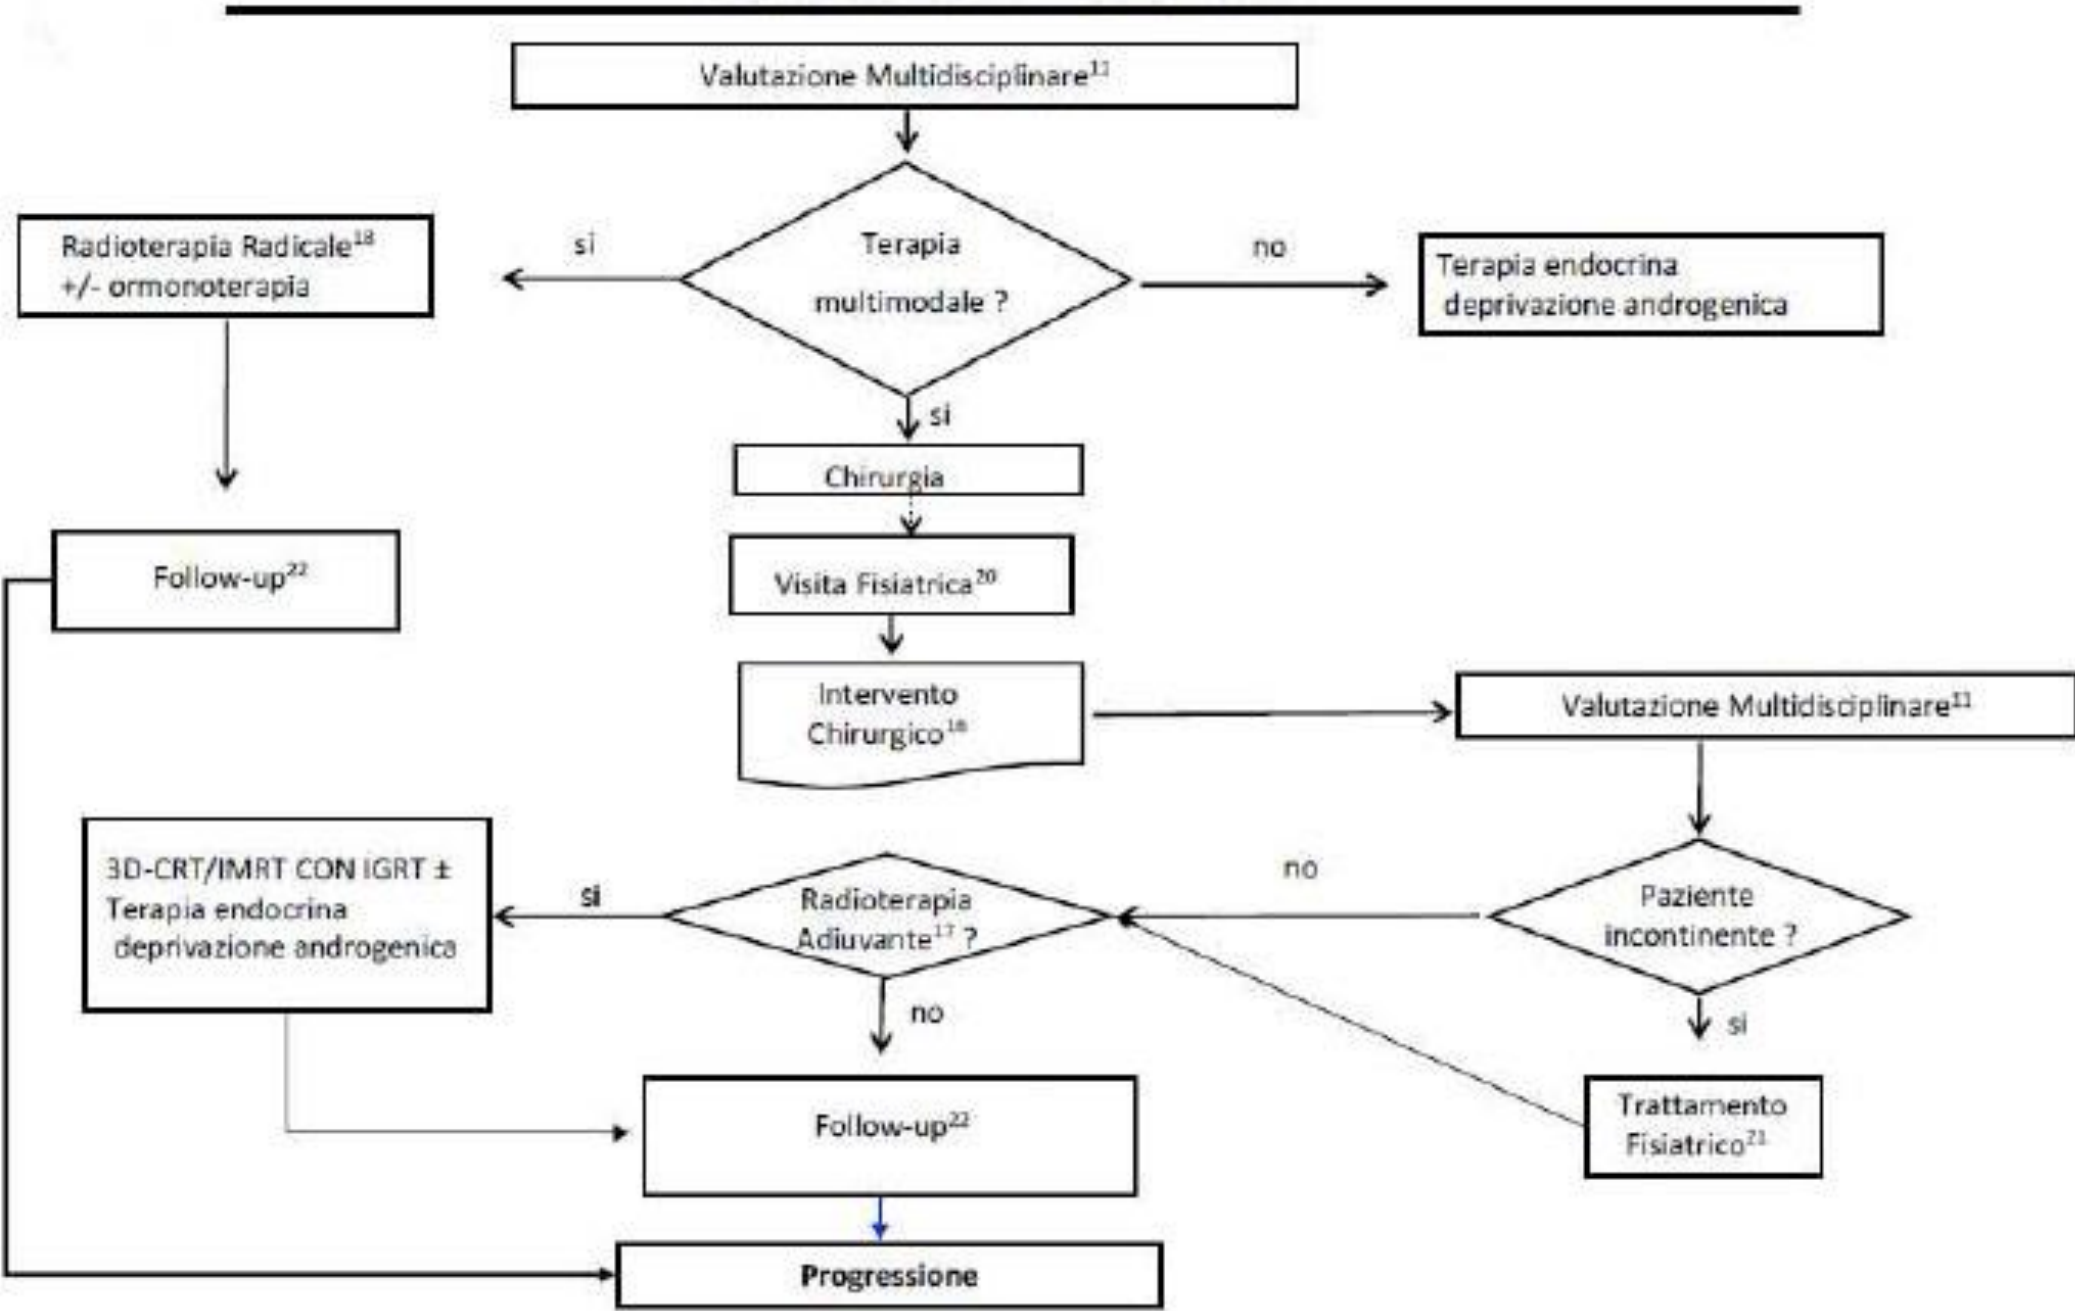 Valutazione Multidisciplinare¹¹
Terapia
multimodale ?
si
no
Radioterapia Radicale¹⁸
+/- ormonoterapia
Terapia endocrina
deprivazione androgenica
si
Chirurgia
Visita Fisiatrica²⁰
Follow-up²²
Intervento
Chirurgico¹⁶
Valutazione Multidisciplinare¹¹
Paziente
incontinente ?
no
si
Radioterapia
Adiuvante¹⁷ ?
si
no
3D-CRT/IMRT CON IGRT ±
Terapia endocrina
deprivazione androgenica
Trattamento
Fisiatrico²¹
Follow-up²²
Progressione